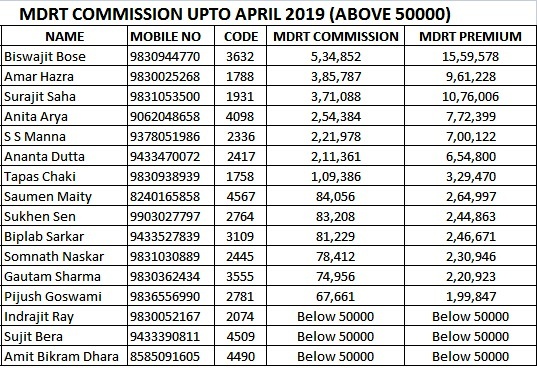 MDRT COMMISSION UPTO APRIL 2019 (ABOVE 50000)
NAME MOBILE NO CODE MDRT COMMISSION MDRT PREMIUM
Biswajit Bose 9830944770 3632 5,34,852 15,59,578
Amar Hazra 9830025268 1788 3,85,787 9,61,228
Surajit Saha 9831053500 1931 3,71,088 10,76,006
Anita Arya 9062048658 4098 2,54,384 7,72,399
S S Manna 9378051986 2336 2,21,978 7,00,122
Ananta Dutta 9433470072 2417 2,11,361 6,54,800
Tapas Chaki 9830938939 1758 1,09,386 3,29,470
Saumen Maity 8240165858 4567 84,056 2,64,997
Sukhen Sen 9903027797 2764 83,208 2,44,863
Biplab Sarkar 9433527839 3109 81,229 2,46,671
Somnath Naskar 9831030889 2445 78,412 2,30,946
Gautam Sharma 9830362434 3555 74,956 2,20,923
Pijush Goswami 9836556990 2781 67,661 1,99,847
Indrajit Ray 9830052167 2074 Below 50000 Below 50000
Sujit Bera 9433390811 4509 Below 50000 Below 50000
Amit Bikram Dhara 8585091605 4490 Below 50000 Below 50000